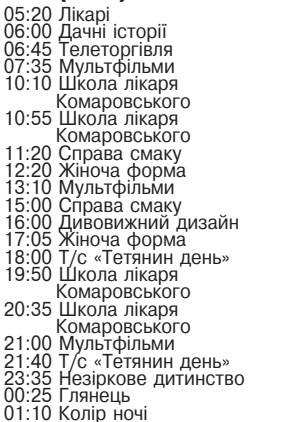 05:20 Лікарі
06:00 Дачні історії
06:45 Телеторгівля
07:35 Мультфільми
10:10 Школа лікаря
Комаровського
10:55 Школа лікаря
Комаровського
11:20 Справа смаку
12:20 Жіноча форма
13:10 Мультфільми
15:00 Справа смаку
16:00 Дивовижний дизайн
17:05 Жіноча форма
18:00 Т/с «Тетянин день»
19:50 Школа лікаря
Комаровського
20:35 Школа лікаря
Комаровського
21:00 Мультфільми
21:40 Т/с «Тетянин день»
23:35 Незіркове дитинство
00:25 Глянець
01:10 Колір ночі